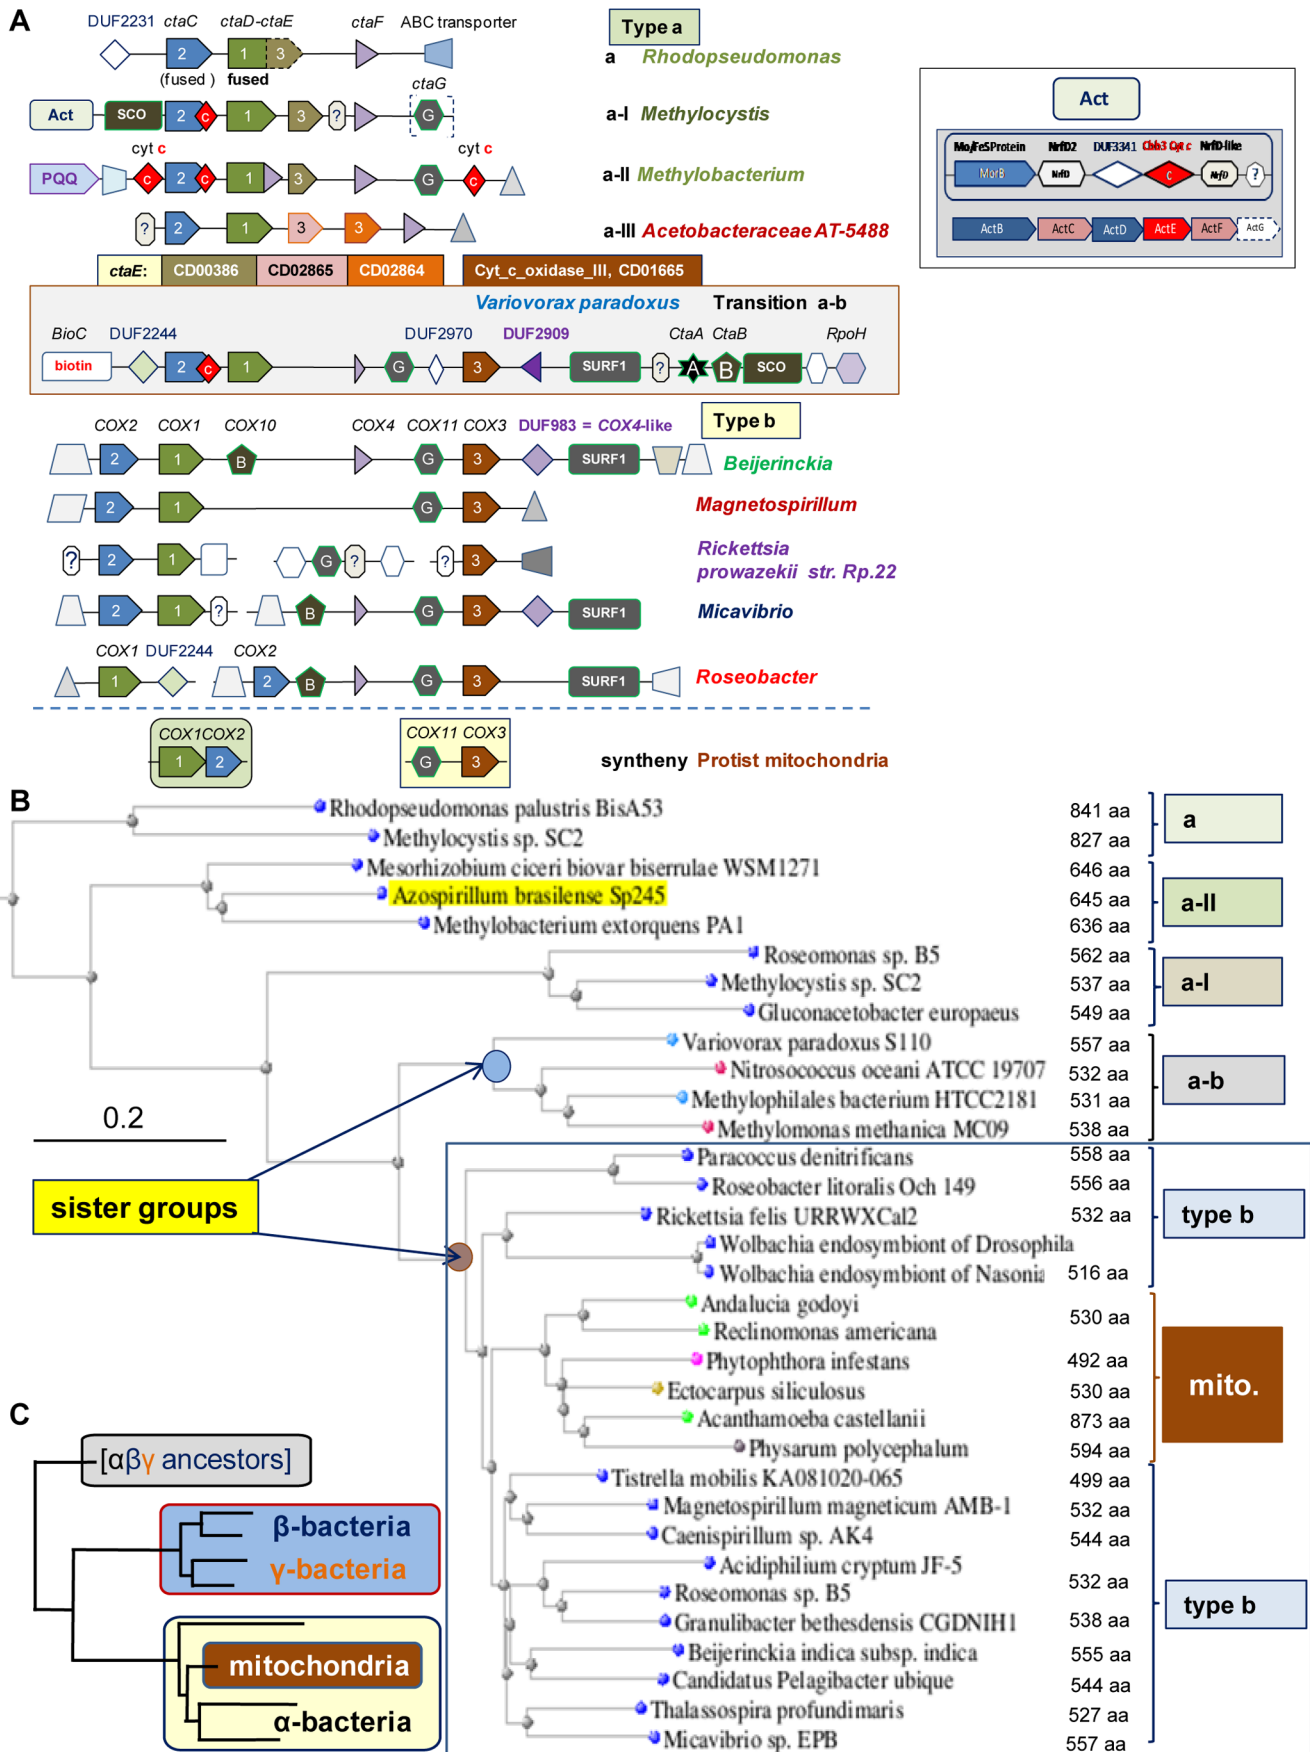 A
DUF2231 ctaC ctaD-ctaE ctaF ABC transporter
Type a
2 1 3
a Rhodopseudomonas
(fused) fused
ctaG
Act SCO 2 c 1 3 ? G
a-I Methylocystis
cyt c cyt c
PQQ c 2 c 1 3 G c
a-II Methylobacterium
? 2 1 3 3
a-III Acetobacteraceae AT-5488
ctaE: CD00386 CD02865 CD02864 Cyt_c_oxidase_III, CD01665
Act
Mo/FeSProtein NrfD2 DUF3341 Cbb3 Cyt c NrfD-like
MorB NrfD c NrfD ?
ActB ActC ActD ActE ActF ActG
Variovorax paradoxus Transition a-b
BioC DUF2244 DUF2970 DUF2909 CtaA CtaB RpoH
biotin 2 c 1 G 3 SURF1 ? A B SCO
Type b
COX2 COX1 COX10 COX4 COX11 COX3 DUF983 = COX4-like
2 1 B G 3 SURF1
Beijerinckia
2 1 G 3
Magnetospirillum
? 2 1 G ? ? 3
Rickettsia
prowazekii str. Rp.22
2 1 ? B G 3 SURF1
Micavibrio
COX1 DUF2244 COX2
1 2 B G 3 SURF1
Roseobacter
COX1COX2 COX11 COX3
1 2 G 3
synteny Protist mitochondria
B
Rhodopseudomonas palustris BisA53 841 aa
a
Methylocystis sp. SC2 827 aa
Mesorhizobium ciceri biovar biserrulae WSM1271 646 aa
Azospirillum brasilense Sp245 645 aa
a-II
Methylobacterium extorquens PA1 636 aa
Roseomonas sp. B5 562 aa
Methylocystis sp. SC2 537 aa
a-I
Gluconacetobacter europaeus 549 aa
Variovorax paradoxus S110 557 aa
Nitrosococcus oceani ATCC 19707 532 aa
a-b
Methylophilales bacterium HTCC2181 531 aa
Methylomonas methanica MC09 538 aa
0.2
sister groups
Paracoccus denitrificans 558 aa
Roseobacter litoralis Och 149 556 aa
Rickettsia felis URRWXCal2 532 aa
type b
Wolbachia endosymbiont of Drosophila
Wolbachia endosymbiont of Nasonia 516 aa
Andalucia godoyi
530 aa
Reclinomonas americana
Phytophthora infestans 492 aa
mito.
Ectocarpus siliculosus 530 aa
Acanthamoeba castellanii 873 aa
Physarum polycephalum 594 aa
Tistrella mobilis KA081020-065 499 aa
Magnetospirillum magneticum AMB-1 532 aa
Caenispirillum sp. AK4 544 aa
Acidiphilium cryptum JF-5
532 aa
Roseomonas sp. B5
type b
Granulibacter bethesdensis CGDNIH1 538 aa
Beijerinckia indica subsp. indica 555 aa
Candidatus Pelagibacter ubique 544 aa
Thalassospira profundimaris 527 aa
Micavibrio sp. EPB 557 aa
C
[αβγ ancestors]
β-bacteria
γ-bacteria
mitochondria
α-bacteria